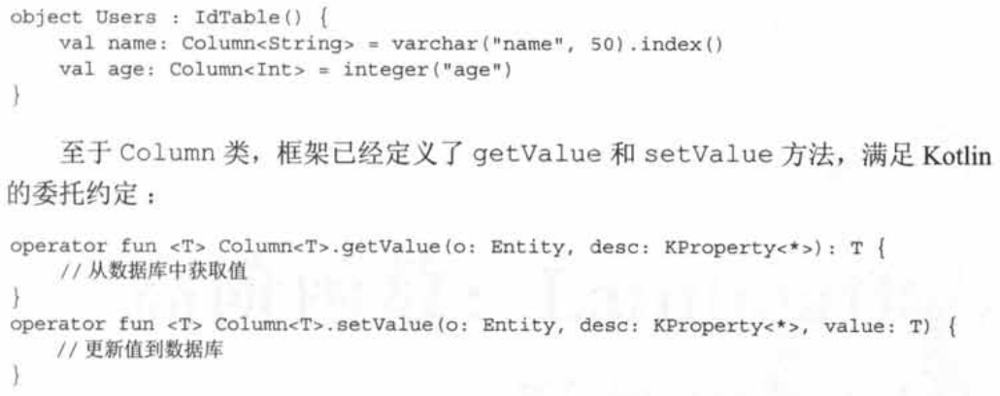 object Users : IdTable() {
    val name: Column<String> = varchar("name", 50).index()
    val age: Column<Int> = integer("age")
}
至于 Column 类，框架已经定义了 getValue 和 setValue 方法，满足 Kotlin
的委托约定：
operator fun <T> Column<T>.getValue(o: Entity, desc: KProperty<*>): T {
    // 从数据库中获取值
}
operator fun <T> Column<T>.setValue(o: Entity, desc: KProperty<*>, value: T) {
    // 更新值到数据库
}